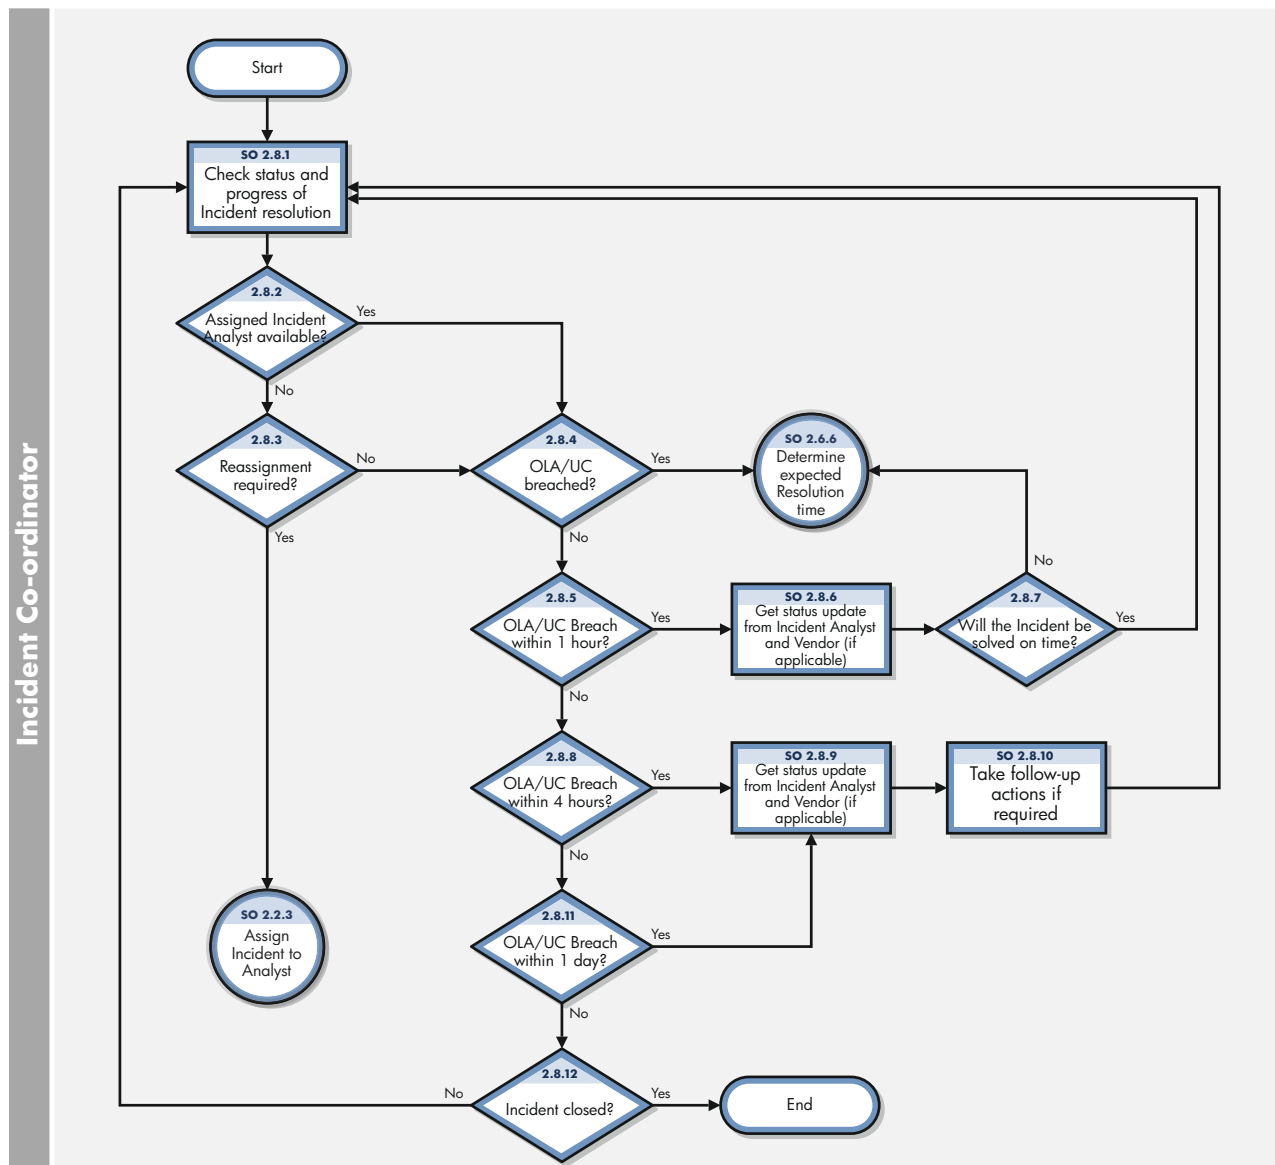 Incident Co-ordinator
Start
SO 2.8.1
Check status and
progress of
Incident resolution
2.8.2
Assigned Incident
Analyst available?
Yes
No
2.8.3
Reassignment
required?
No
Yes
2.8.4
OLA/UC
breached?
Yes
No
SO 2.6.6
Determine
expected
Resolution
time
2.8.5
OLA/UC Breach
within 1 hour?
Yes
No
SO 2.8.6
Get status update
from Incident Analyst
and Vendor (if
applicable)
2.8.7
Will the Incident be
solved on time?
No
Yes
2.8.8
OLA/UC Breach
within 4 hours?
Yes
No
SO 2.8.9
Get status update
from Incident Analyst
and Vendor (if
applicable)
SO 2.8.10
Take follow-up
actions if
required
SO 2.2.3
Assign
Incident to
Analyst
2.8.11
OLA/UC Breach
within 1 day?
Yes
No
2.8.12
Incident closed?
No
Yes
End